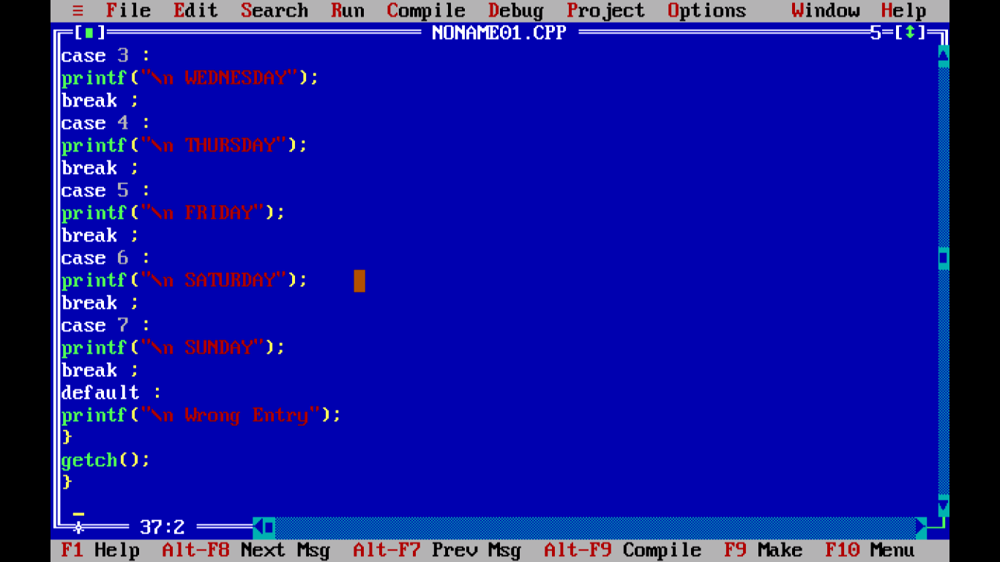 ≡ File Edit Search Run Compile Debug Project Options Window Help
[■] NONAME01.CPP 5=[↕]
case 3 :
printf("\n WEDNESDAY");
break ;
case 4 :
printf("\n THURSDAY");
break ;
case 5 :
printf("\n FRIDAY");
break ;
case 6 :
printf("\n SATURDAY");
break ;
case 7 :
printf("\n SUNDAY");
break ;
default :
printf("\n Wrong Entry");
}
getch();
}
37:2
F1 Help Alt-F8 Next Msg Alt-F7 Prev Msg Alt-F9 Compile F9 Make F10 Menu